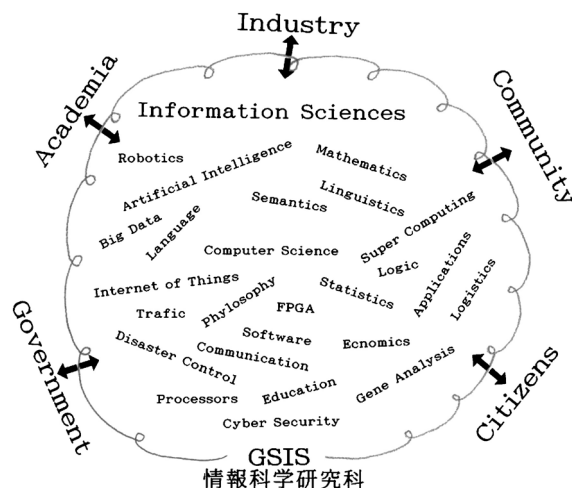 Industry
Academia
Community
Information Sciences
Robotics
Artificial Intelligence
Mathematics
Linguistics
Semantics
Big Data
Language
Super Computing
Computer Science
Logic
Internet of Things
Statistics
Applications
Logistics
Trafic
Phylosophy
FPGA
Software
Ecnomics
Disaster Control
Communication
Gene Analysis
Education
Processors
Cyber Security
Government
Citizens
GSIS
情報科学研究科